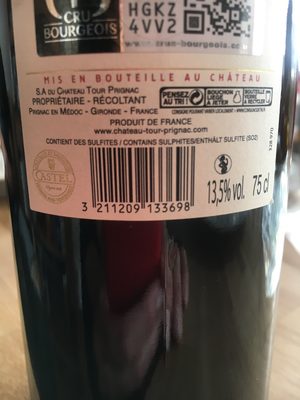 CRU
BOURGEOIS
HGKZ
4VV2
MIS EN BOUTEILLE AU CHÂTEAU
S.A DU CHATEAU TOUR PRIGNAC
PROPRIÉTAIRE - RÉCOLTANT
PRIGNAC EN MÉDOC - GIRONDE - FRANCE
PRODUIT DE FRANCE
www.chateau-tour-prignac.com
PENSEZ
AU TRI !
BOUCHON
LIÈGE
À JETER
BOUTEILLE
VERRE
À RECYCLER
CONTIENT DES SULFITES / CONTAINS SULPHITES/ENTHÄLT SULFITE (SO2)
CASTEL
3 211209 133698
13,5% vol. 75 cl